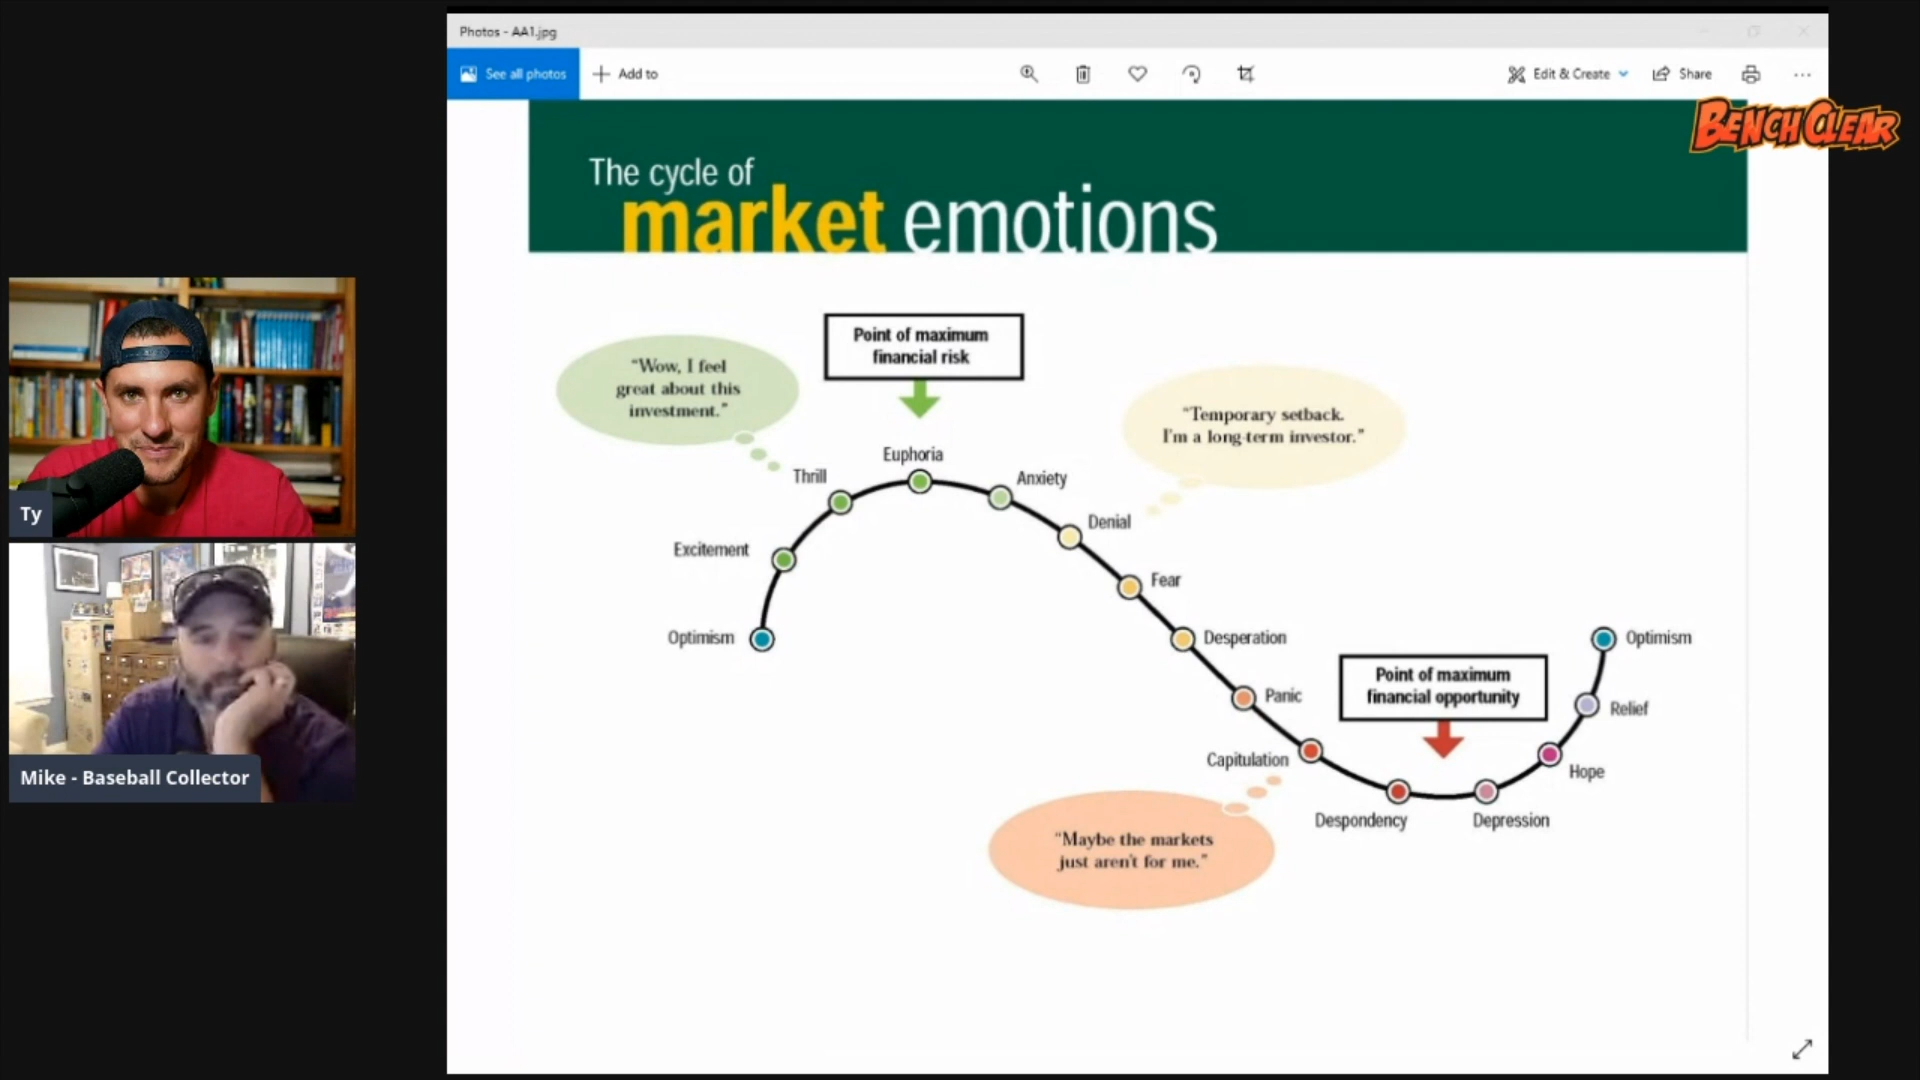 Photos - AA1.jpg
See all photos
Add to
Edit & Create
Share
BENCHCLEAR
The cycle of
market emotions
Point of maximum
financial risk
"Wow, I feel
great about this
investment."
"Temporary setback.
I'm a long-term investor."
Euphoria
Thrill
Anxiety
Denial
Excitement
Fear
Optimism
Desperation
Optimism
Point of maximum
financial opportunity
Panic
Relief
Capitulation
Hope
Despondency
Depression
"Maybe the markets
just aren't for me."
Ty
Mike - Baseball Collector